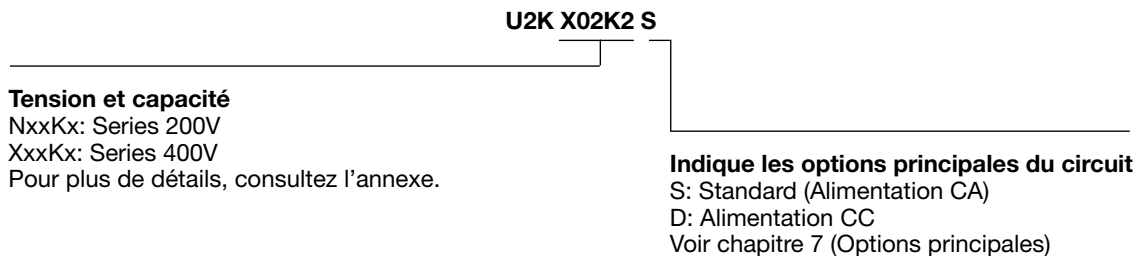 U2K X02K2 S
Tension et capacité
NxxKx: Series 200V
XxxKx: Series 400V
Pour plus de détails, consultez l'annexe.
Indique les options principales du circuit
S: Standard (Alimentation CA)
D: Alimentation CC
Voir chapitre 7 (Options principales)